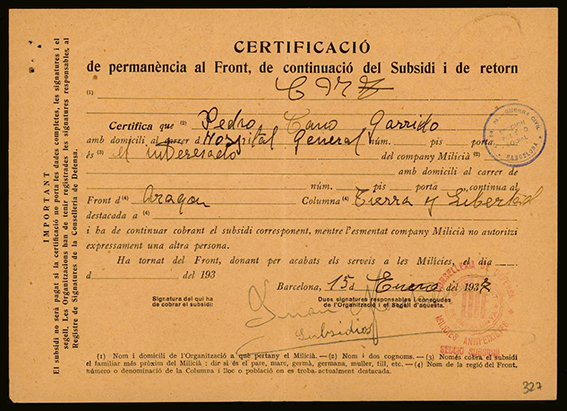 CERTIFICACIÓ
de permanència al Front, de continuació del Subsidi i de retorn
(1) C N T
Certifica que (2) Pedro Cano Garrido
amb domicili al carrer d Hospital General núm. pis porta
és (3) el interesado del company Milicià (2)
amb domicili al carrer de
núm. pis porta, continua al
Front d (4) Aragon Columna (4) Tierra y Libertad
destacada a (4)
i ha de continuar cobrant el subsidi corresponent, mentre l'esmentat company Milicià no autoritzi
expressament una altra persona.
Ha tornat del Front, donant per acabats els serveis a les Milícies, el dia
d de 193
Barcelona, 15 d Enero del 1937
Signatura del qui ha
de cobrar el subsidi:
Dues signatures responsables i conegudes
de l'Organització i el Segell d'aquesta.
Juan
Subsidios
(1) Nom i domicili de l'Organització a què pertany el Milicià. — (2) Nom i dos cognoms. — (3) Només cobra el subsidi
el familiar més pròxim del Milicià : dir si és el pare, mare, germà, germana, muller, fill, etc. — (4) Nom de la regió del Front,
número o denominació de la Columna i lloc o població on es troba actualment destacada.
327
IMPORTANT
El subsidi no serà pagat si la certificació no porta les dades completes, les signatures i el
segell. Les Organitzacions han de tenir registrades les signatures responsables, al
Registre de Signatures de la Conselleria de Defensa.
BARCELONA